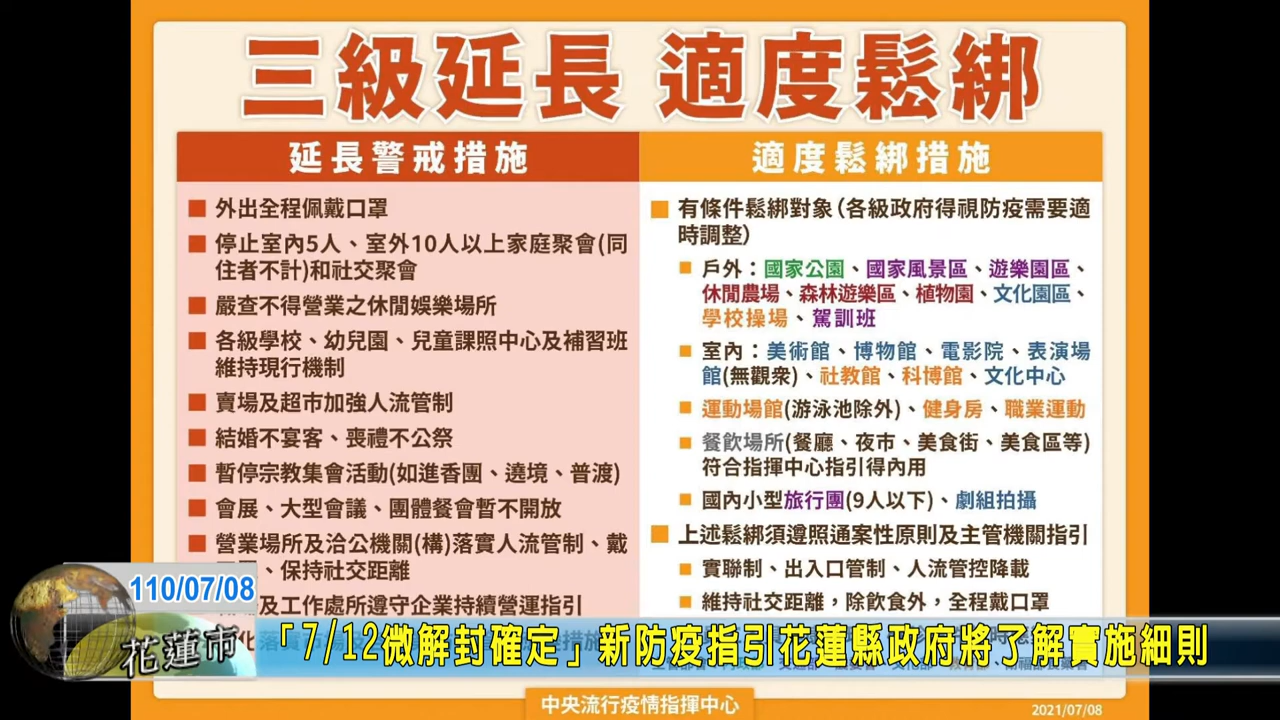 三級延長 適度鬆綁
延長警戒措施
外出全程佩戴口罩
停止室內5人、室外10人以上家庭聚會(同
住者不計)和社交聚會
嚴查不得營業之休閒娛樂場所
各級學校、幼兒園、兒童課照中心及補習班
維持現行機制
賣場及超市加強人流管制
結婚不宴客、喪禮不公祭
暫停宗教集會活動(如進香團、遶境、普渡)
會展、大型會議、團體餐會暫不開放
營業場所及洽公機關(構)落實人流管制、戴
、保持社交距離
及工作處所遵守企業持續營運指引
適度鬆綁措施
有條件鬆綁對象(各級政府得視防疫需要適
時調整)
戶外：國家公園、國家風景區、遊樂園區、
休閒農場、森林遊樂區、植物園、文化園區、
學校操場、駕訓班
室內：美術館、博物館、電影院、表演場
館(無觀眾)、社教館、科博館、文化中心
運動場館(游泳池除外)、健身房、職業運動
餐飲場所(餐廳、夜市、美食街、美食區等)
符合指揮中心指引得內用
國內小型旅行團(9人以下)、劇組拍攝
上述鬆綁須遵照通案性原則及主管機關指引
實聯制、出入口管制、人流管控降載
維持社交距離，除飲食外，全程戴口罩
110/07/08
花蓮市
「7/12微解封確定」新防疫指引花蓮縣政府將了解實施細則
中央流行疫情指揮中心
2021/07/08